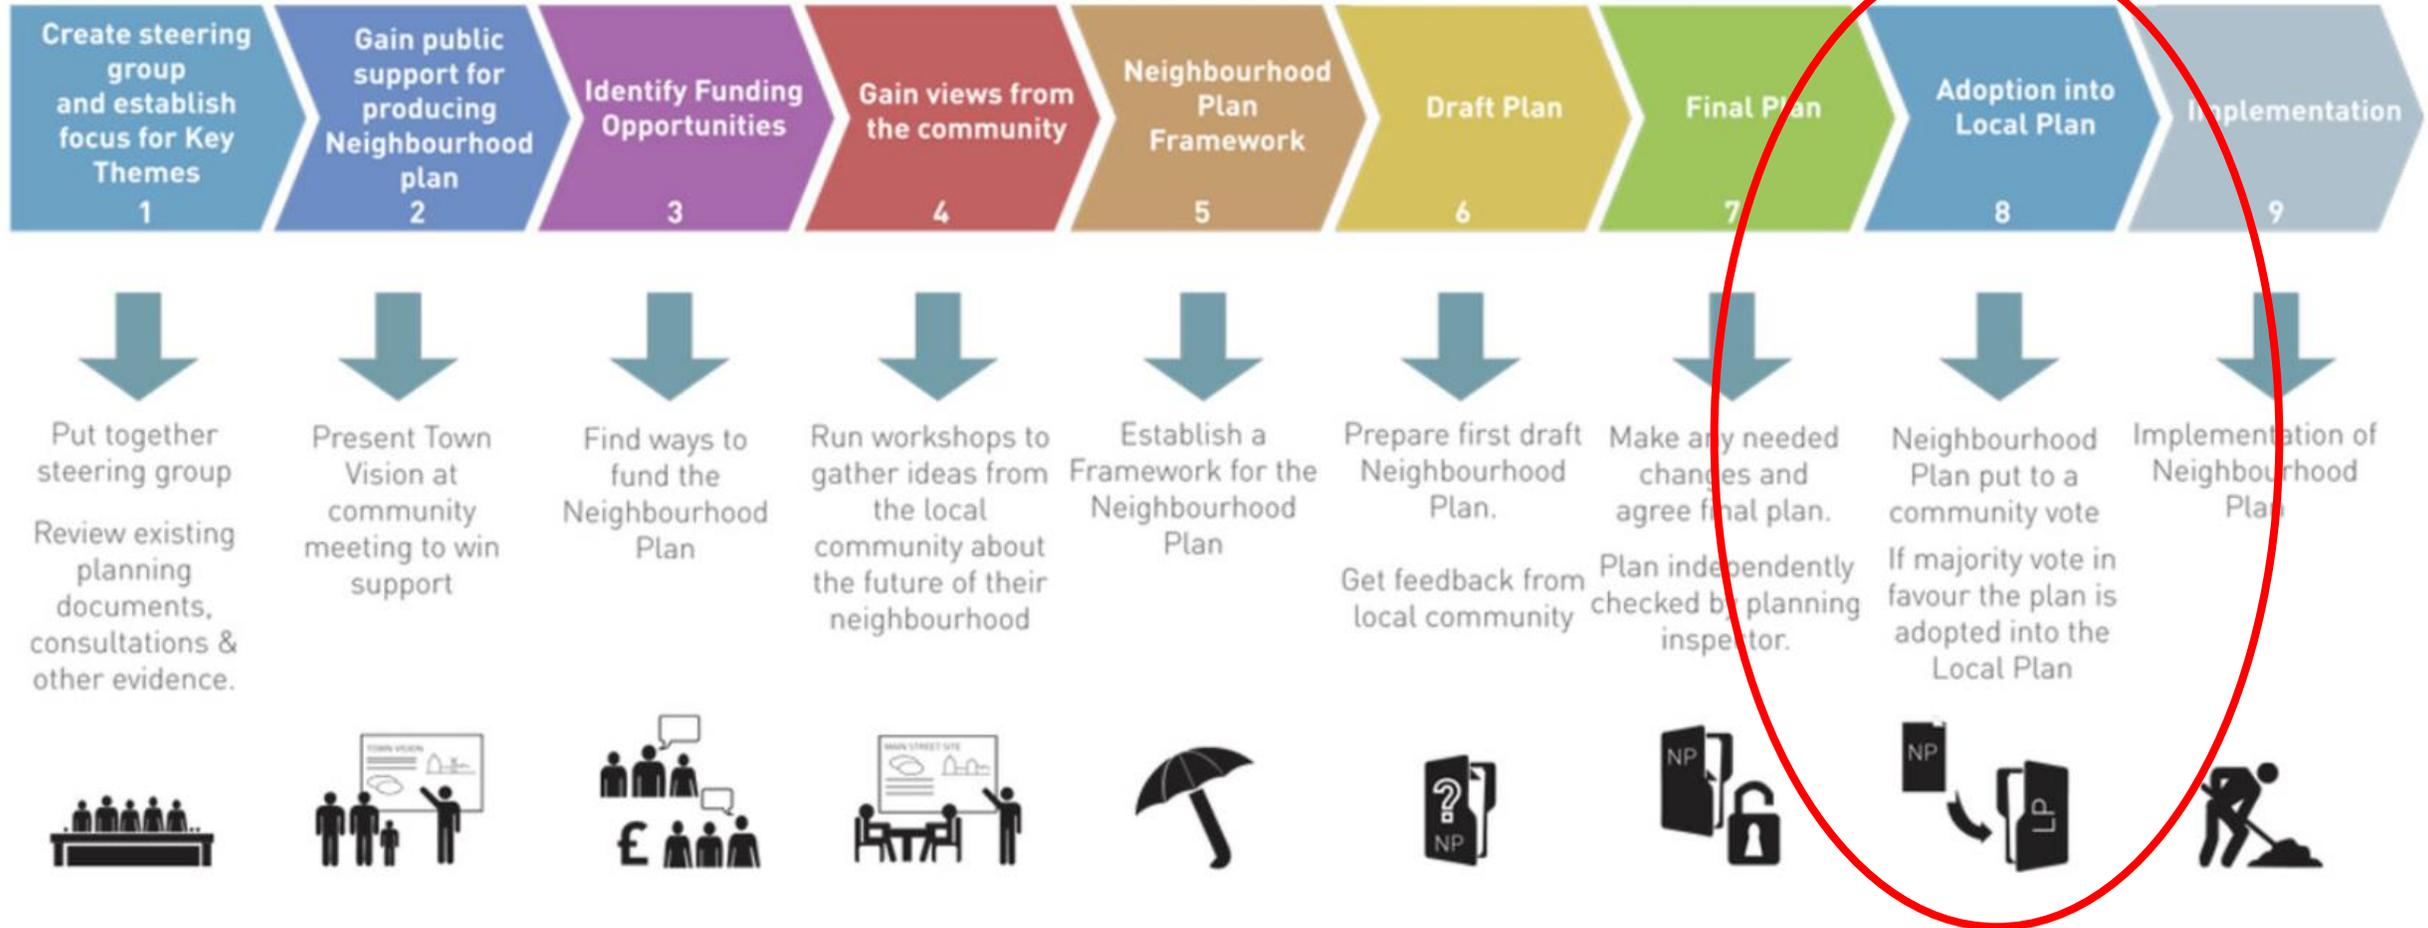 Create steering
group
and establish
focus for Key
Themes
1
Gain public
support for
producing
Neighbourhood
plan
2
Identify Funding
Opportunities
3
Gain views from
the community
4
Neighbourhood
Plan
Framework
5
Draft Plan
6
Final Plan
7
Adoption into
Local Plan
8
Implementation
9
Put together
steering group
Review existing
planning
documents,
consultations &
other evidence.
Present Town
Vision at
community
meeting to win
support
Find ways to
fund the
Neighbourhood
Plan
Run workshops to
gather ideas from
the local
community about
the future of their
neighbourhood
Establish a
Framework for the
Neighbourhood
Plan
Prepare first draft
Neighbourhood
Plan.
Get feedback from
local community
Make any needed
changes and
agree final plan.
Plan independently
checked by planning
inspector.
Neighbourhood
Plan put to a
community vote
If majority vote in
favour the plan is
adopted into the
Local Plan
Implementation of
Neighbourhood
Plan
TOWN VISION
£
MAIN STREET SITE
?
NP
NP
NP
LP